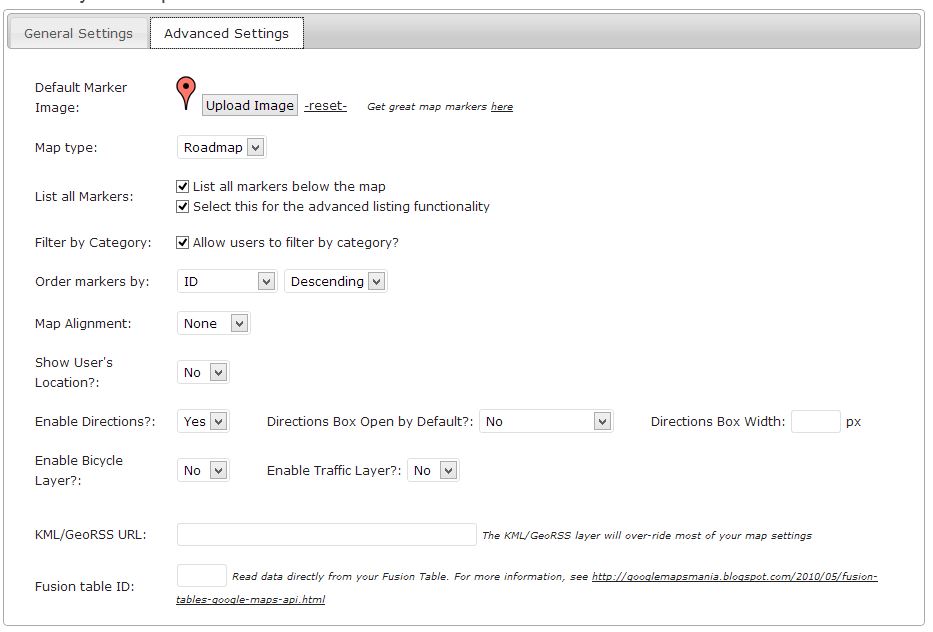 General Settings Advanced Settings
Default Marker
Image:
Upload Image -reset- Get great map markers here
Map type: Roadmap
List all Markers:
List all markers below the map
Select this for the advanced listing functionality
Filter by Category: Allow users to filter by category?
Order markers by: ID Descending
Map Alignment: None
Show User's
Location?:
No
Enable Directions?: Yes Directions Box Open by Default?: No Directions Box Width: px
Enable Bicycle
Layer?:
No Enable Traffic Layer?: No
KML/GeoRSS URL: The KML/GeoRSS layer will over-ride most of your map settings
Fusion table ID: Read data directly from your Fusion Table. For more information, see http://googlemapsmania.blogspot.com/2010/05/fusion-
tables-google-maps-api.html